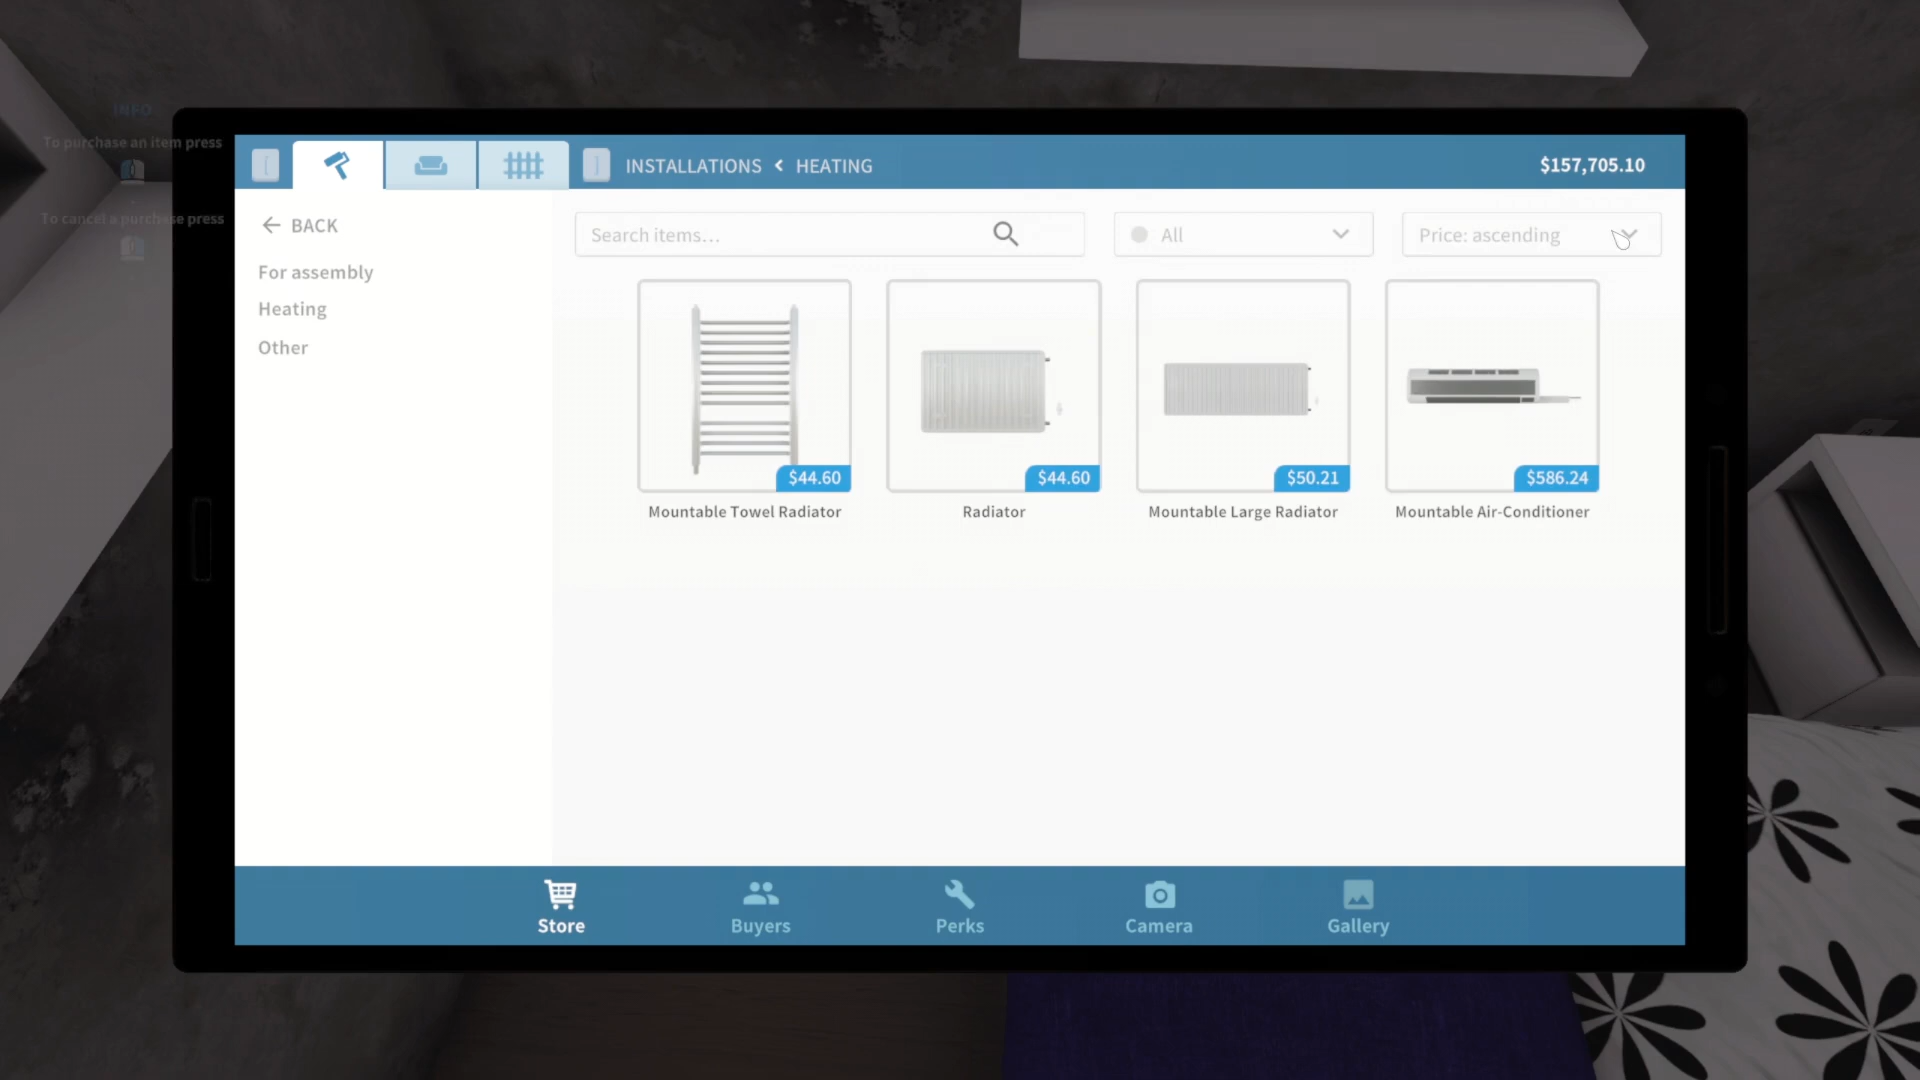 INFO
To purchase an item press
To cancel a purchase press
[
]
INSTALLATIONS < HEATING
$157,705.10
BACK
For assembly
Heating
Other
Search items...
All
Price: ascending
$44.60
$44.60
$50.21
$586.24
Mountable Towel Radiator
Radiator
Mountable Large Radiator
Mountable Air-Conditioner
Store
Buyers
Perks
Camera
Gallery